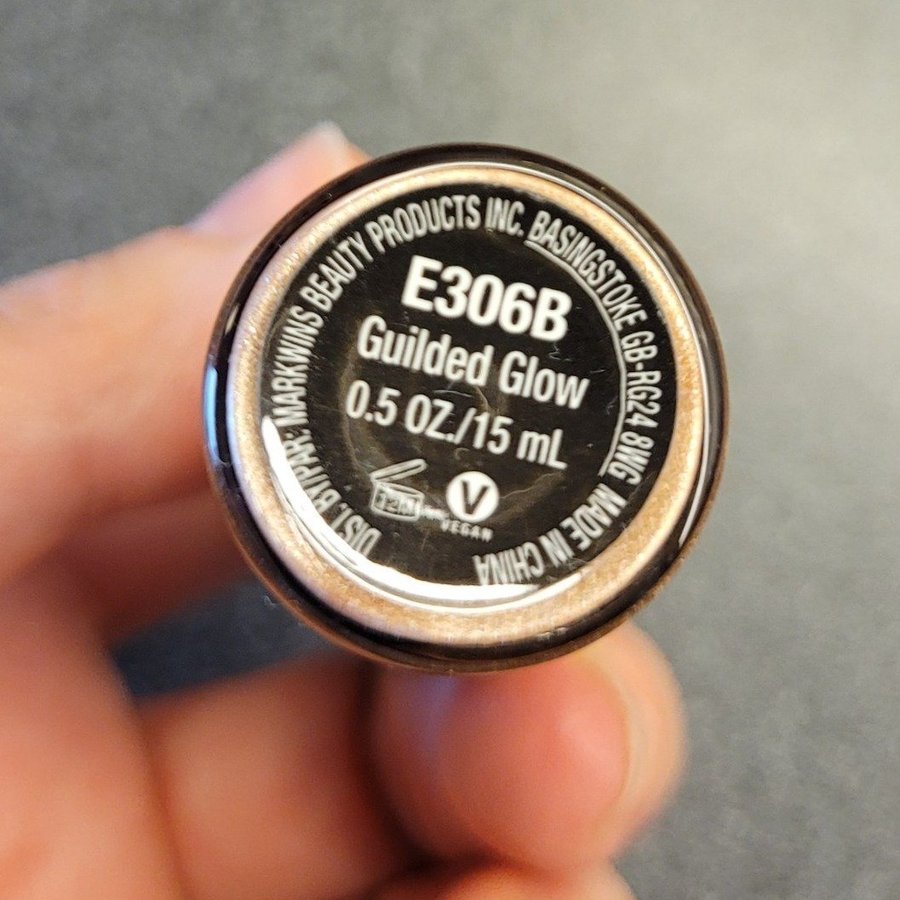 DIST. BY/PAR: MARKWINS BEAUTY PRODUCTS INC. BASINGSTOKE GB-RG24 8WG MADE IN CHINA
E306B
Guilded Glow
0.5 OZ./15 mL
12M
V
VEGAN